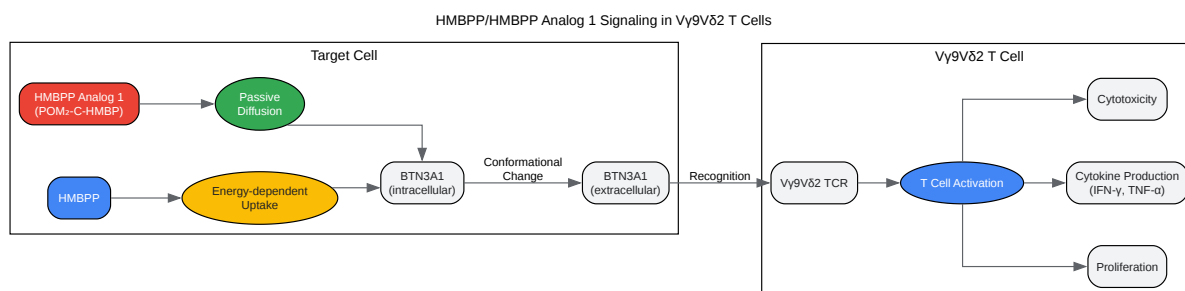 HMBPP/HMBPP Analog 1 Signaling in Vγ9Vδ2 T Cells
Target Cell
Vγ9Vδ2 T Cell
HMBPP Analog 1
(POM₂-C-HMBP)
Passive
Diffusion
HMBPP
Energy-dependent
Uptake
BTN3A1
(intracellular)
Conformational
Change
BTN3A1
(extracellular)
Recognition
Vγ9Vδ2 TCR
T Cell Activation
Cytotoxicity
Cytokine Production
(IFN-γ, TNF-α)
Proliferation